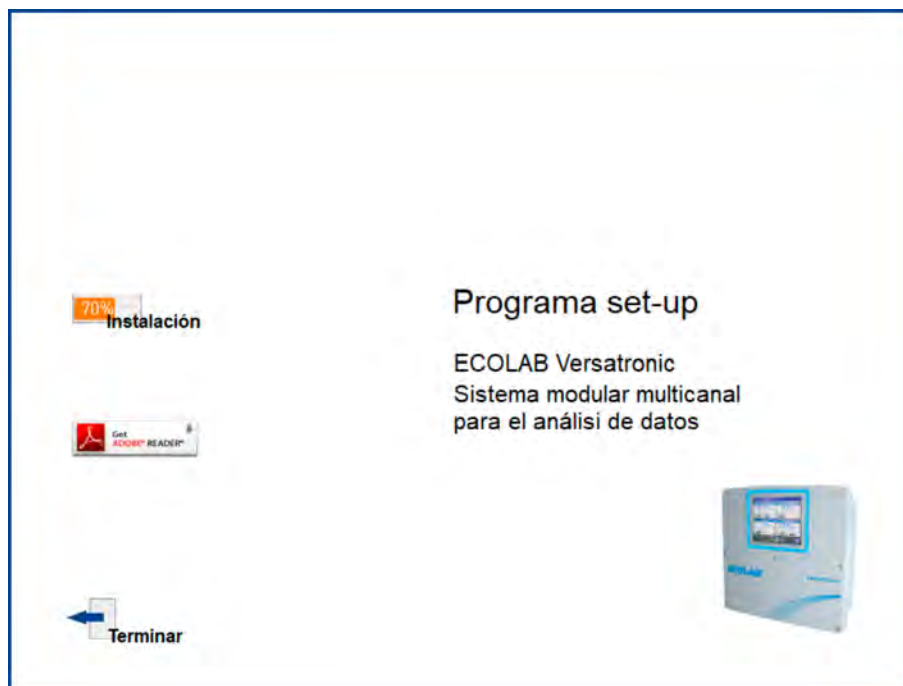 70%
Instalación
Get
ADOBE® READER®
Terminar
Programa set-up
ECOLAB Versatronic
Sistema modular multicanal
para el análisi de datos
ECOLAB